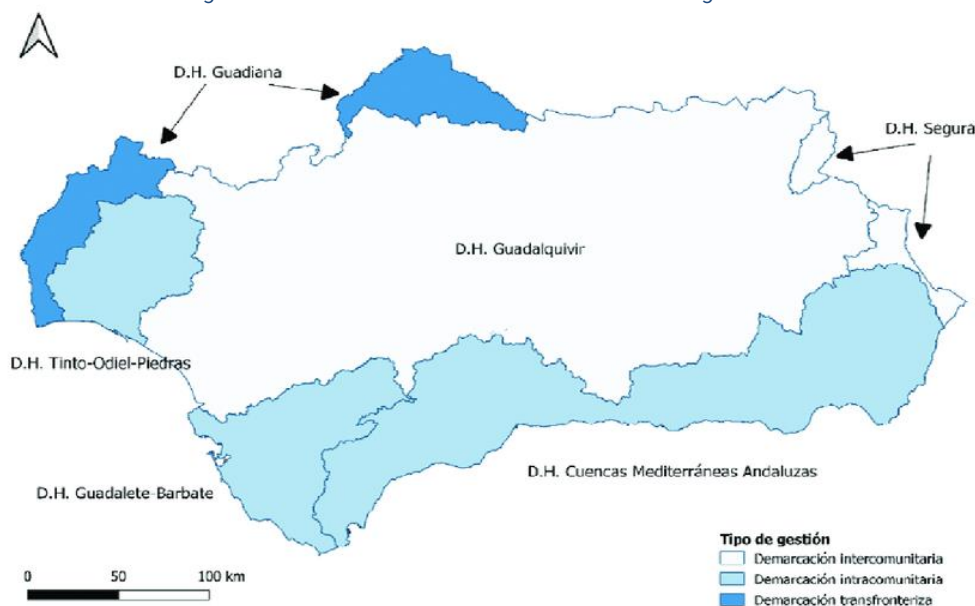 D.H. Guadiana
D.H. Segura
D.H. Guadalquivir
D.H. Tinto-Odiel-Piedras
D.H. Cuencas Mediterráneas Andaluzas
D.H. Guadalete-Barbate
Tipo de gestión
Demarcación intercomunitaria
Demarcación intracomunitaria
Demarcación transfronteriza
0 50 100 km